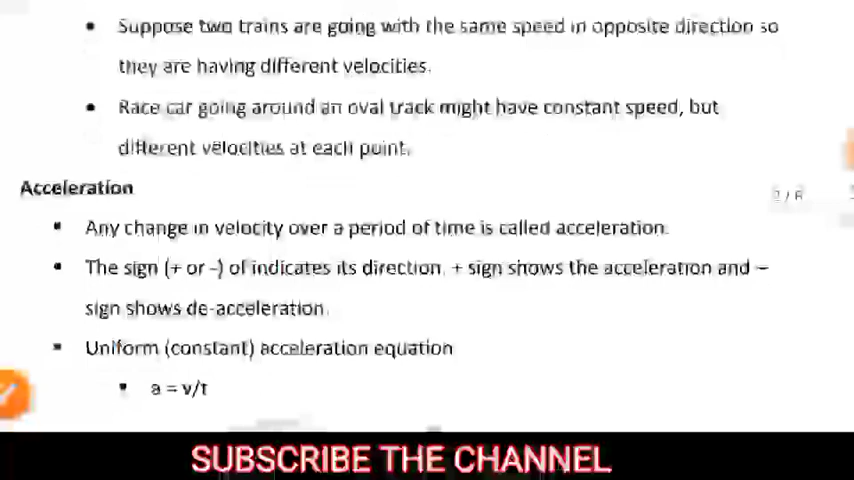 • Suppose two trains are going with the same speed in opposite direction so
they are having different velocities.
• Race car going around an oval track might have constant speed, but
different velocities at each point.
Acceleration
▪ Any change in velocity over a period of time is called acceleration.
▪ The sign (+ or -) of indicates its direction. + sign shows the acceleration and –
sign shows de-acceleration.
▪ Uniform (constant) acceleration equation
▪ a = v/t
SUBSCRIBE THE CHANNEL